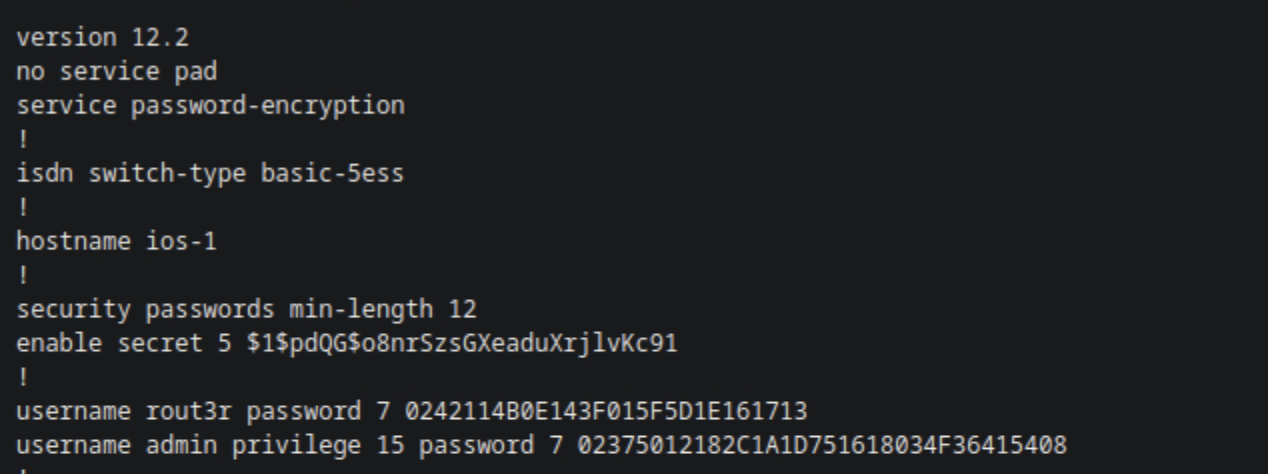 version 12.2
no service pad
service password-encryption
!
isdn switch-type basic-5ess
!
hostname ios-1
!
security passwords min-length 12
enable secret 5 $1$pdQG$o8nrSzsGXeaduXrjlvKc91
!
username rout3r password 7 0242114B0E143F015F5D1E161713
username admin privilege 15 password 7 02375012182C1A1D751618034F36415408
!